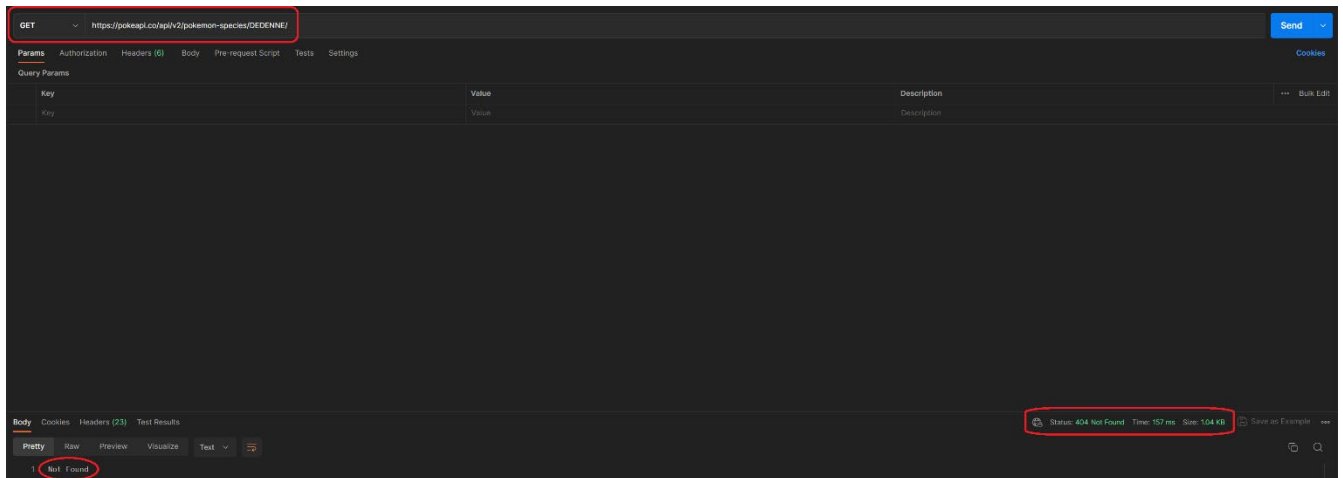 GET https://pokeapi.co/api/v2/pokemon-species/DEDENNE/ Send
Params Authorization Headers (6) Body Pre-request Script Tests Settings Cookies
Query Params
Key Value Description ••• Bulk Edit
Key Value Description
Body Cookies Headers (23) Test Results Status: 404 Not Found Time: 157 ms Size: 1.04 KB Save as Example •••
Pretty Raw Preview Visualize Text
1 Not Found